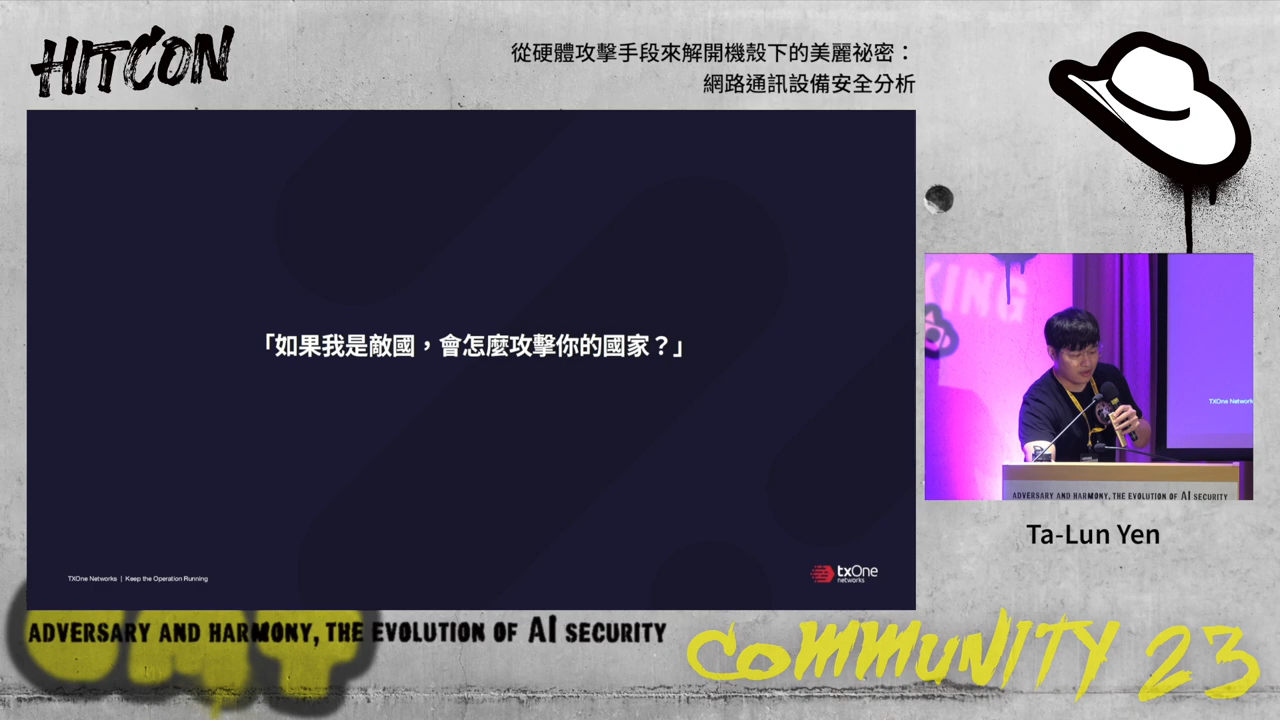 HITCON
從硬體攻擊手段來解開機殼下的美麗祕密：
網路通訊設備安全分析
「如果我是敵國，會怎麼攻擊你的國家？」
KING
TXOne Network
ADVERSARY AND HARMONY, THE EVOLUTION OF AI SECURITY
Ta-Lun Yen
TXOne Networks | Keep the Operation Running
txOne
networks
ADVERSARY AND HARMONY, THE EVOLUTION OF AI SECURITY
COMMUNITY 23